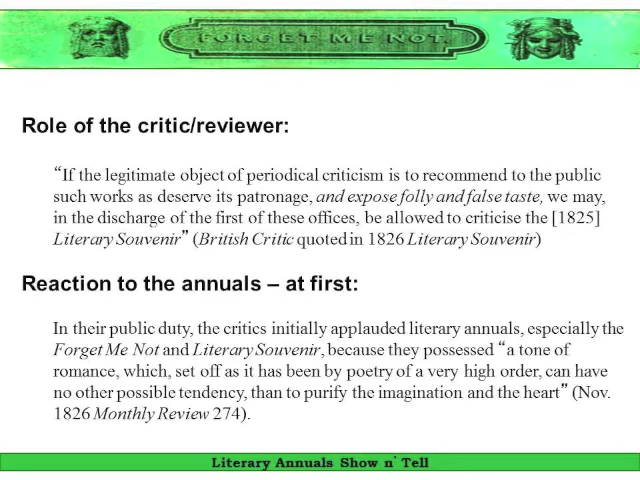 FORGET ME NOT.
Role of the critic/reviewer:
“If the legitimate object of periodical criticism is to recommend to the public
such works as deserve its patronage, and expose folly and false taste, we may,
in the discharge of the first of these offices, be allowed to criticise the [1825]
Literary Souvenir” (British Critic quoted in 1826 Literary Souvenir)
Reaction to the annuals – at first:
In their public duty, the critics initially applauded literary annuals, especially the
Forget Me Not and Literary Souvenir, because they possessed “a tone of
romance, which, set off as it has been by poetry of a very high order, can have
no other possible tendency, than to purify the imagination and the heart” (Nov.
1826 Monthly Review 274).
Literary Annuals Show n’ Tell